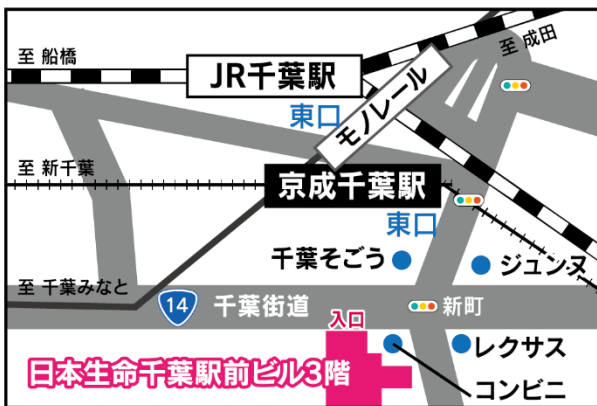 至 船橋
至 成田
JR千葉駅
モノレール
東口
至 新千葉
京成千葉駅
東口
千葉そごう
ジュンヌ
至 千葉みなと
14
千葉街道
新町
入口
日本生命千葉駅前ビル3階
レクサス
コンビニ